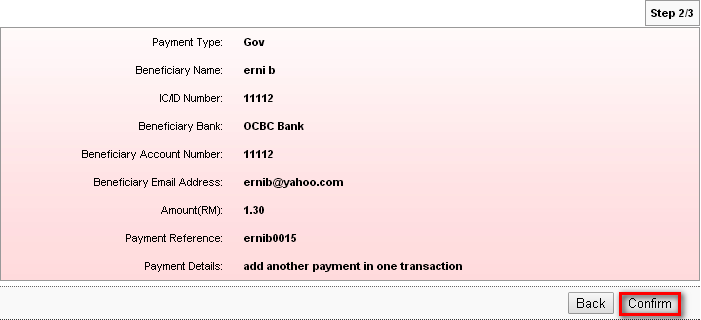 Step 2/3
Payment Type: Gov
Beneficiary Name: erni b
IC/ID Number: 11112
Beneficiary Bank: OCBC Bank
Beneficiary Account Number: 11112
Beneficiary Email Address: ernib@yahoo.com
Amount(RM): 1.30
Payment Reference: ernib0015
Payment Details: add another payment in one transaction
Back Confirm